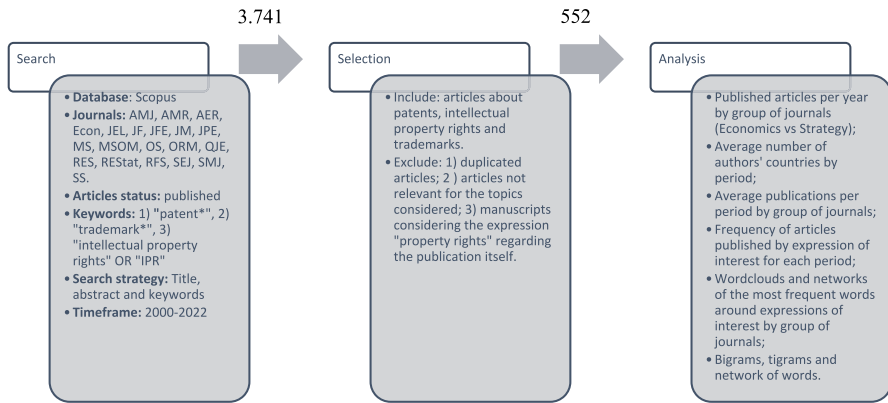 3.741
552
Search
• Database: Scopus
• Journals: AMJ, AMR, AER,
Econ, JEL, JF, JFE, JM, JPE,
MS, MSOM, OS, ORM, QJE,
RES, REStat, RFS, SEJ, SMJ,
SS.
• Articles status: published
• Keywords: 1) "patent*", 2)
"trademark*", 3)
"intellectual property
rights" OR "IPR"
• Search strategy: Title,
abstract and keywords
• Timeframe: 2000-2022
Selection
• Include: articles about
patents, intellectual
property rights and
trademarks.
• Exclude: 1) duplicated
articles; 2 ) articles not
relevant for the topics
considered; 3) manuscripts
considering the expression
"property rights" regarding
the publication itself.
Analysis
• Published articles per year
by group of journals
(Economics vs Strategy);
• Average number of
authors' countries by
period;
• Average publications per
period by group of journals;
• Frequency of articles
published by expression of
interest for each period;
• Wordclouds and networks
of the most frequent words
around expressions of
interest by group of
journals;
• Bigrams, tigrams and
network of words.